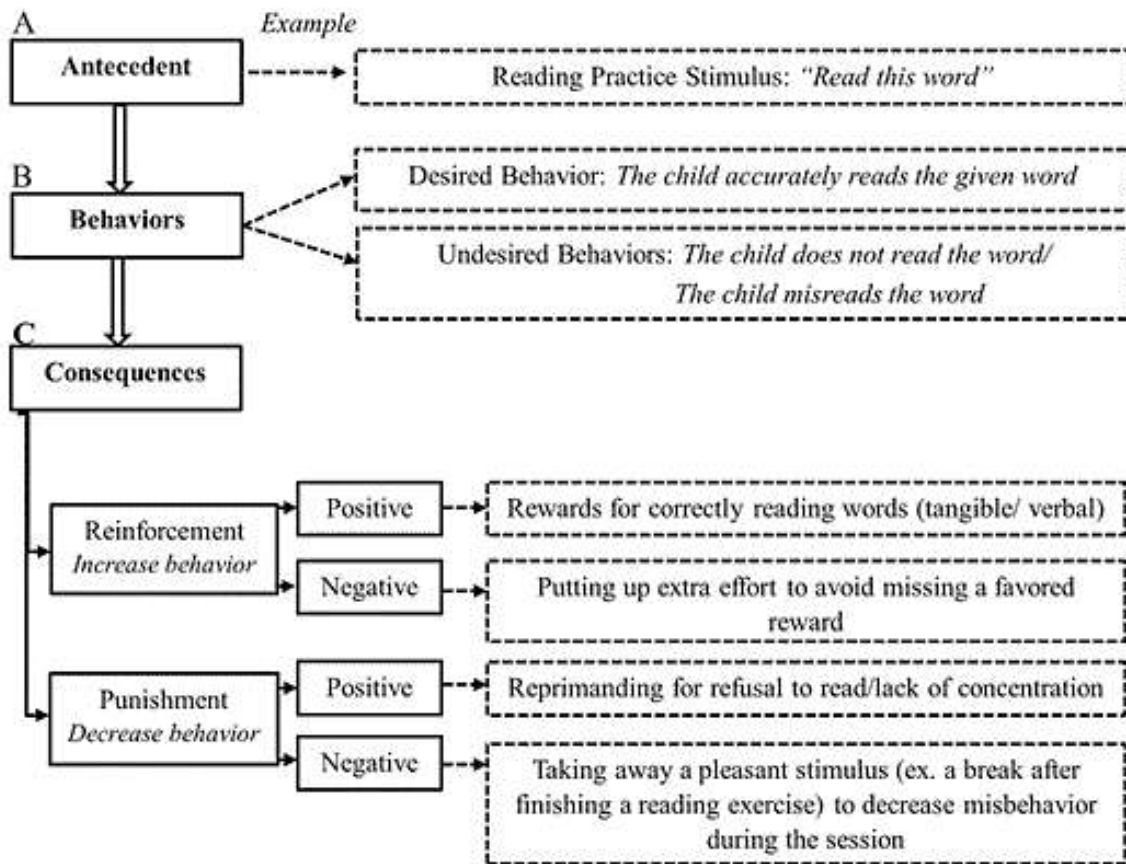 A
Example
Antecedent
Reading Practice Stimulus: “Read this word”
B
Behaviors
Desired Behavior: The child accurately reads the given word
Undesired Behaviors: The child does not read the word/
The child misreads the word
C
Consequences
Reinforcement
Increase behavior
Positive
Rewards for correctly reading words (tangible/ verbal)
Negative
Putting up extra effort to avoid missing a favored
reward
Punishment
Decrease behavior
Positive
Reprimanding for refusal to read/lack of concentration
Negative
Taking away a pleasant stimulus (ex. a break after
finishing a reading exercise) to decrease misbehavior
during the session